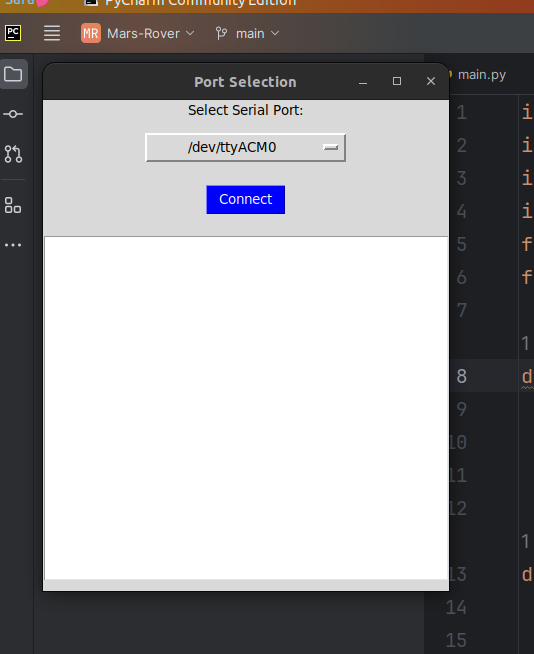 PyCharm Community Edition
PC
MR Mars-Rover main
Port Selection
Select Serial Port:
/dev/ttyACM0
Connect
main.py
1 i
2 i
3 i
4 i
5 f
6 f
7
1
8 d
9
10
11
12
1
13 d
14
15